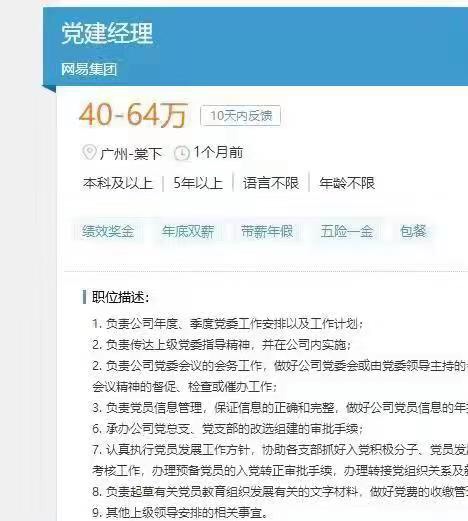 党建经理
网易集团
40-64万 10天内反馈
广州-棠下 1个月前
本科及以上 5年以上 语言不限 年龄不限
绩效奖金 年底双薪 带薪年假 五险一金 包餐
职位描述：
1. 负责公司年度、季度党委工作安排以及工作计划；
2. 负责传达上级党委指导精神，并在公司内实施；
2. 负责公司党委会议的会务工作，做好公司党委会或由党委领导主持的
会议精神的督促、检查或催办工作；
3. 负责党员信息管理，保证信息的正确和完整，做好公司党员信息的年
6. 承办公司党总支、党支部的改选组建的审批手续；
7. 认真执行党员发展工作方针，协助各支部抓好入党积极分子、党员发
考核工作，办理预备党员的入党转正审批手续，办理转接党组织关系及
8. 负责起草有关党员教育组织发展有关的文字材料，做好党费的收缴管
9. 其他上级领导安排的相关事宜。